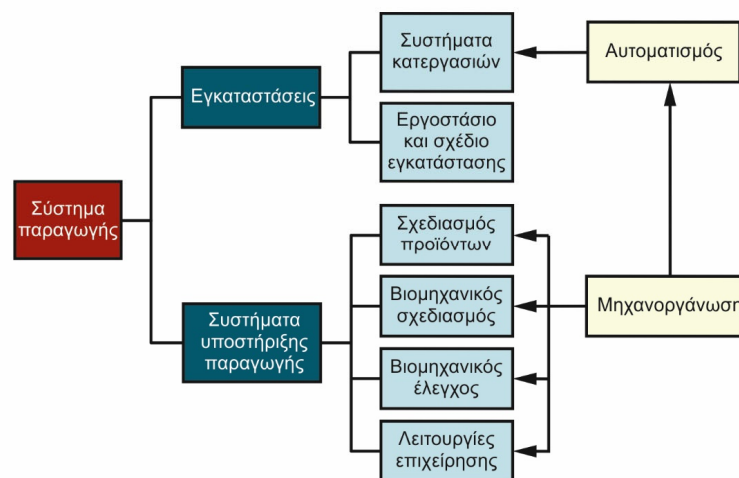 Συστήματα
κατεργασιών
Αυτοματισμός
Εγκαταστάσεις
Εργοστάσιο
και σχέδιο
εγκατάστασης
Σύστημα
παραγωγής
Σχεδιασμός
προϊόντων
Βιομηχανικός
σχεδιασμός
Μηχανοργάνωση
Συστήματα
υποστήριξης
παραγωγής
Βιομηχανικός
έλεγχος
Λειτουργίες
επιχείρησης